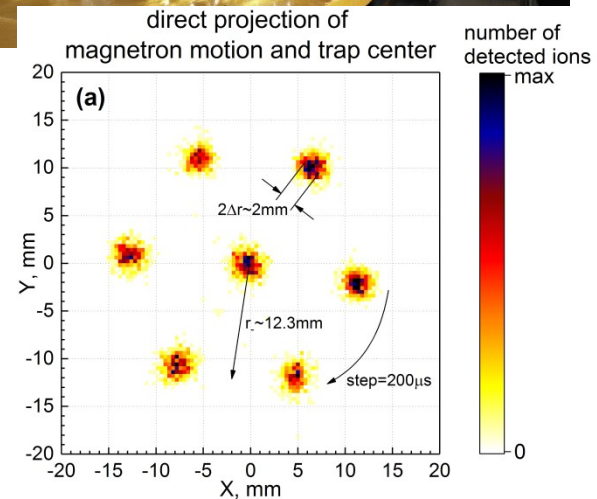 direct projection of
magnetron motion and trap center
number of
detected ions
max
0
(a)
20
15
10
5
0
-5
-10
-15
-20
Y, mm
2Δr~2mm
r_~12.3mm
step=200μs
-20 -15 -10 -5 0 5 10 15 20
X, mm